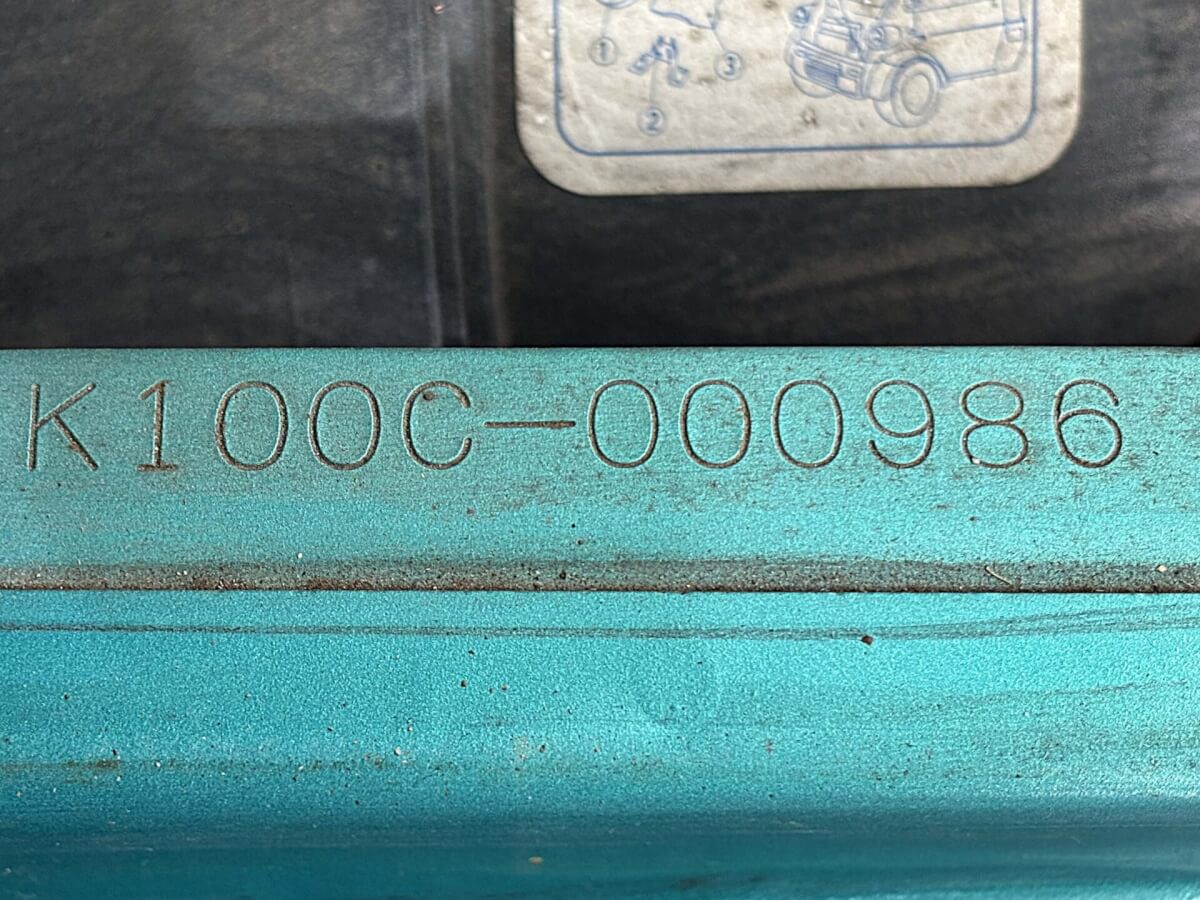 ① ③
②
K100C-000986